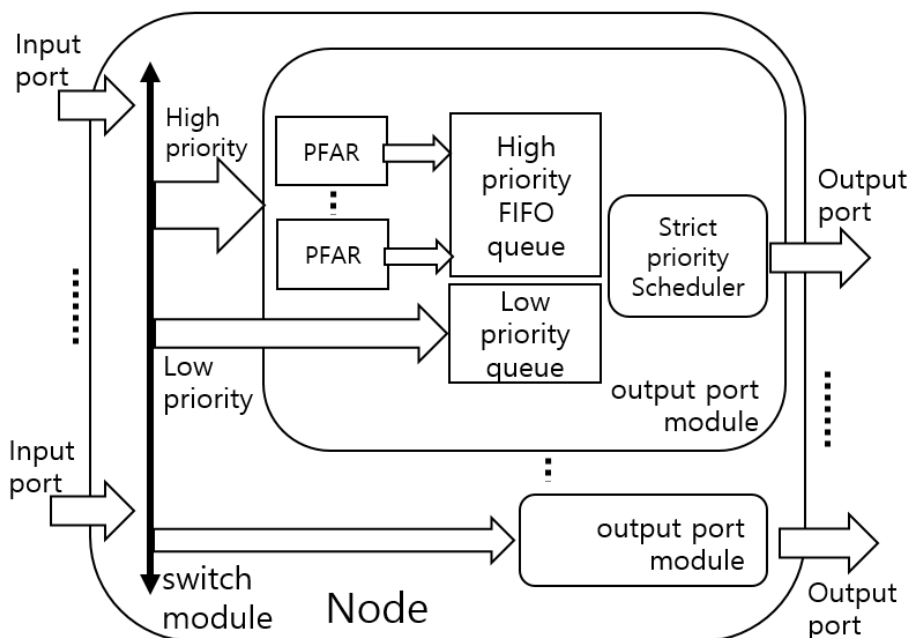 Input
port
High
priority
PFAR
PFAR
High
priority
FIFO
queue
Strict
priority
Scheduler
Output
port
Low
priority
queue
Low
priority
output port
module
Input
port
output port
module
switch
module
Node
Output
port